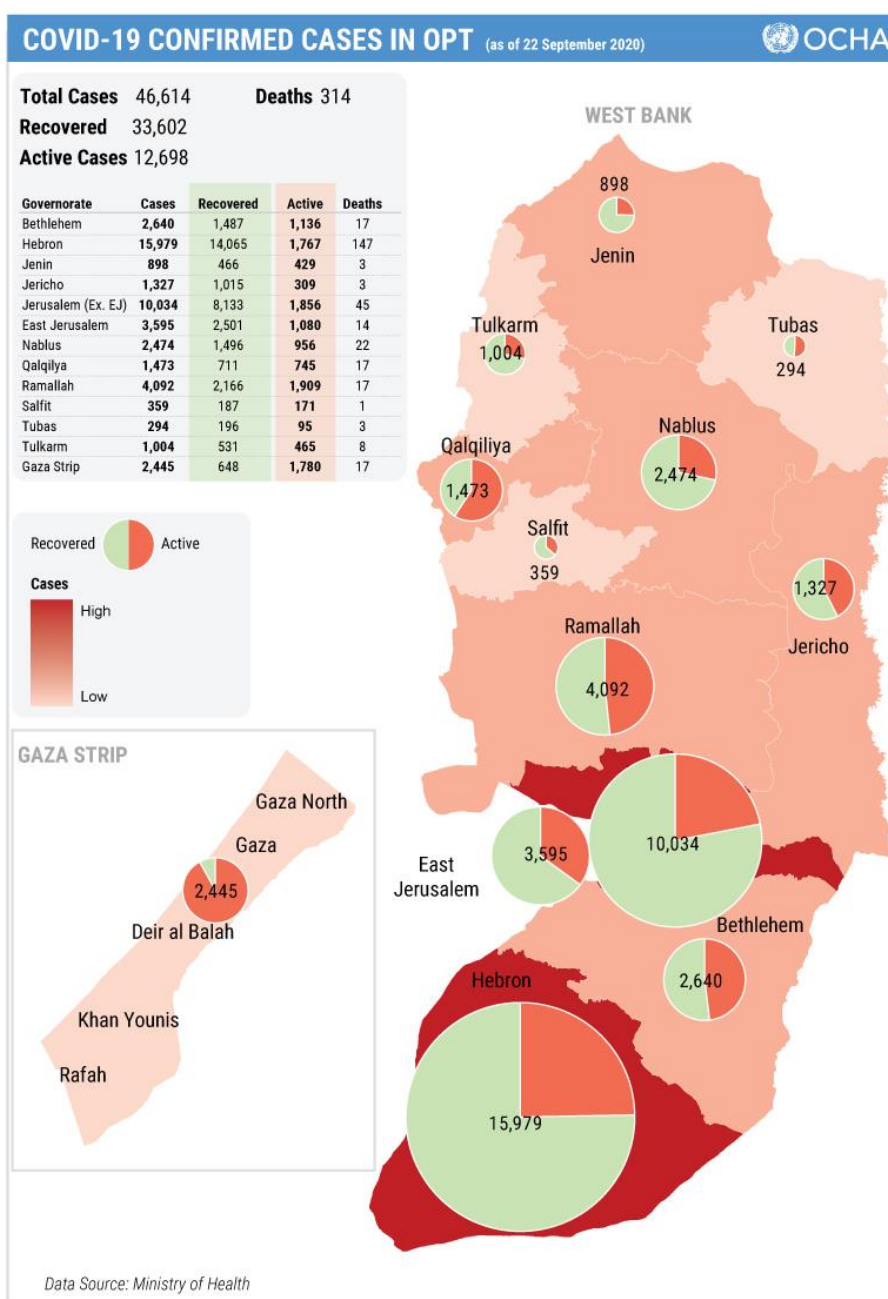 COVID-19 CONFIRMED CASES IN OPT (as of 22 September 2020) OCHA
Total Cases 46,614 Deaths 314
Recovered 33,602
Active Cases 12,698
Governorate Cases Recovered Active Deaths
Bethlehem 2,640 1,487 1,136 17
Hebron 15,979 14,065 1,767 147
Jenin 898 466 429 3
Jericho 1,327 1,015 309 3
Jerusalem (Ex. EJ) 10,034 8,133 1,856 45
East Jerusalem 3,595 2,501 1,080 14
Nablus 2,474 1,496 956 22
Qalqilya 1,473 711 745 17
Ramallah 4,092 2,166 1,909 17
Salfit 359 187 171 1
Tubas 294 196 95 3
Tulkarm 1,004 531 465 8
Gaza Strip 2,445 648 1,780 17
Recovered Active
Cases
High
Low
WEST BANK
898
Jenin
Tulkarm
1,004
Tubas
294
Nablus
2,474
Qalqiliya
1,473
Salfit
359
1,327
Jericho
Ramallah
4,092
10,034
3,595
East
Jerusalem
Bethlehem
2,640
Hebron
15,979
GAZA STRIP
Gaza North
Gaza
2,445
Deir al Balah
Khan Younis
Rafah
Data Source: Ministry of Health